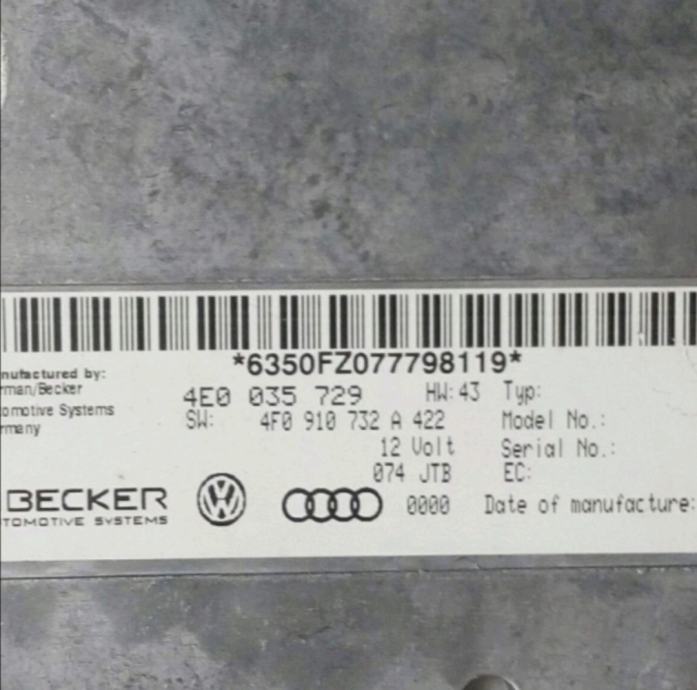 *6350FZ077798119*
nufactured by:
rman/Becker
omotive Systems
many
4E0 035 729 HW: 43 Typ:
SW: 4F0 910 732 A 422 Model No.:
12 Volt Serial No.:
074 JTB EC:
BECKER
TOMOTIVE SYSTEMS
0000 Date of manufacture: